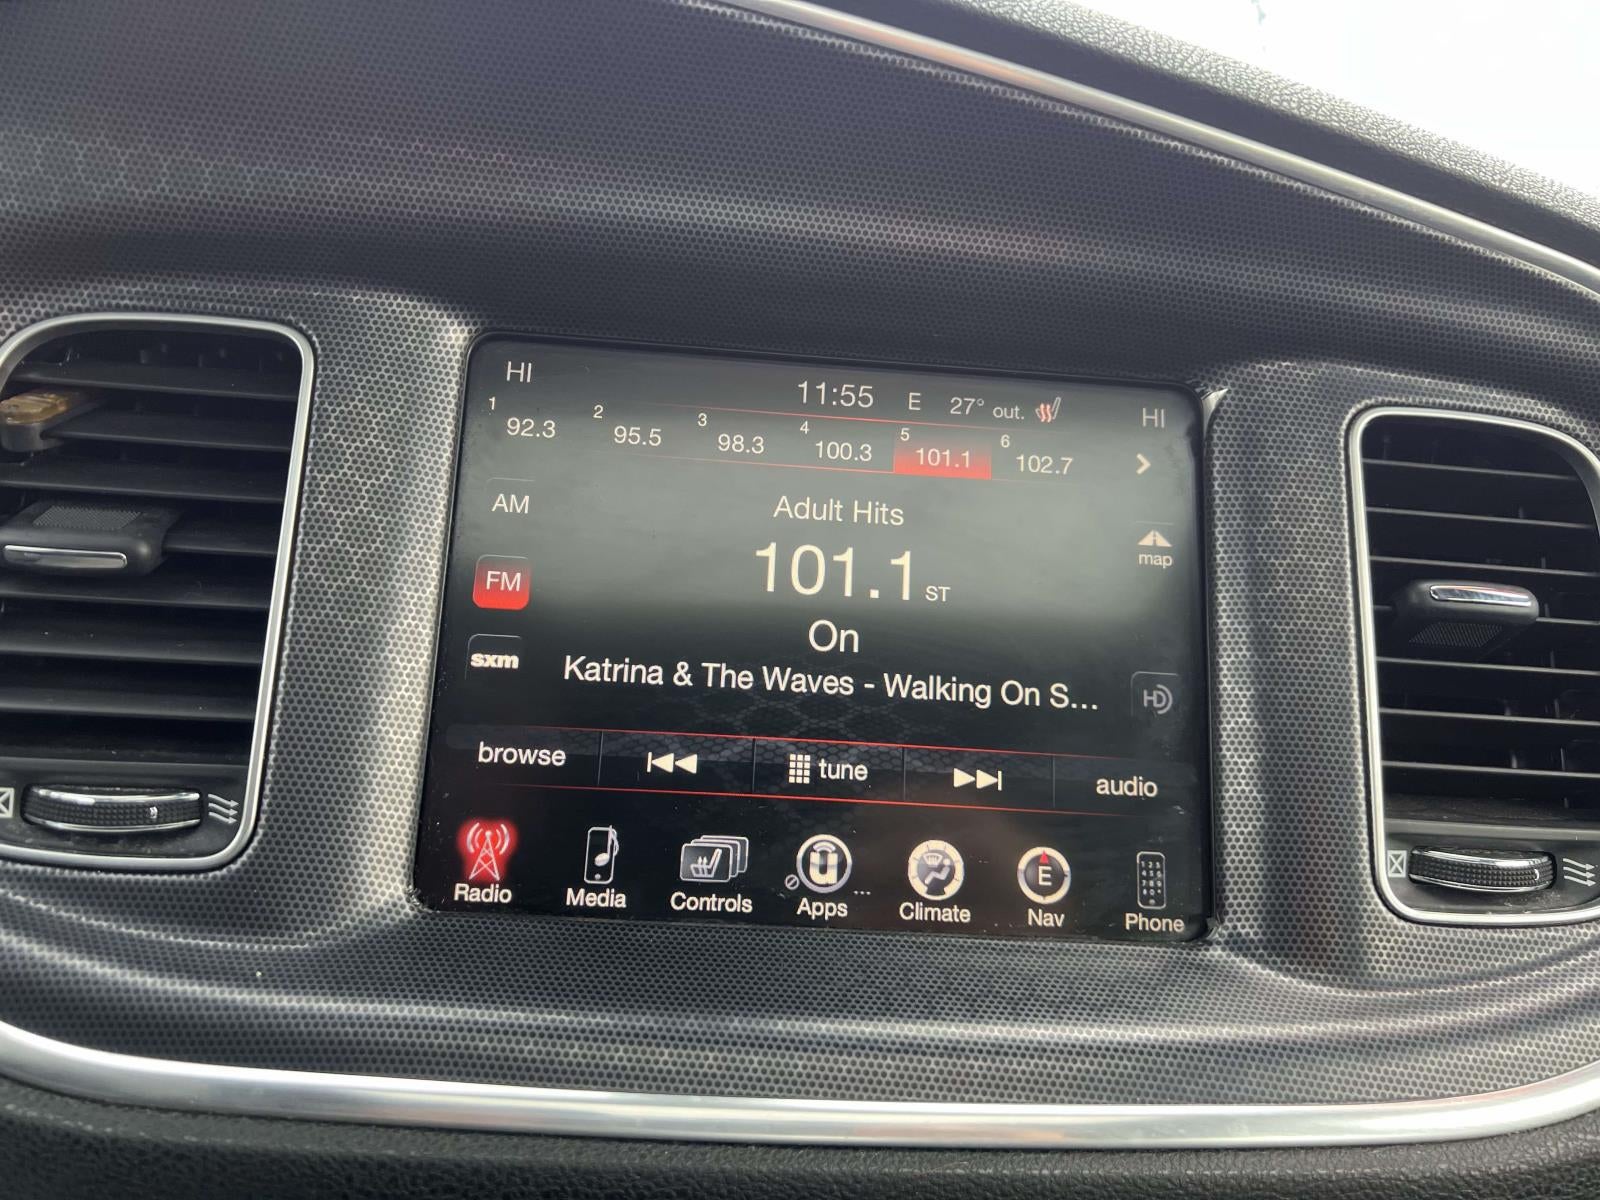 HI 11:55 E 27° out. HI
1 92.3 2 95.5 3 98.3 4 100.3 5 101.1 6 102.7
AM
Adult Hits
map
101.1 ST
FM
On
sxm
Katrina & The Waves - Walking On S...
HD
browse tune audio
Radio Media Controls Apps ... Climate Nav Phone
E